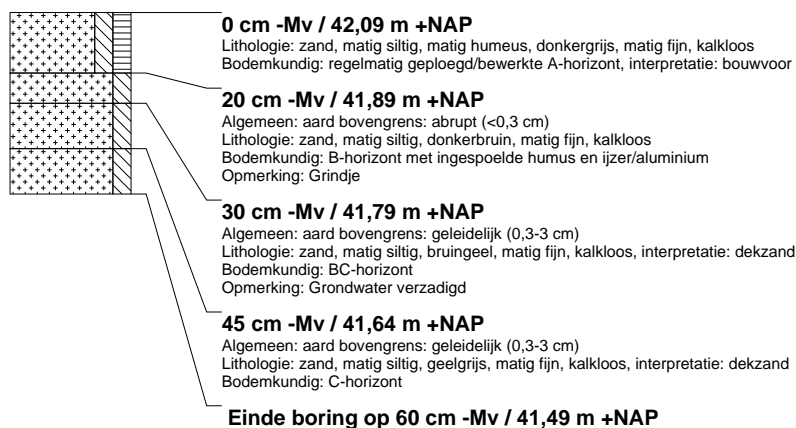 0 cm -Mv / 42,09 m +NAP
Lithologie: zand, matig siltig, matig humeus, donkergrijs, matig fijn, kalkloos
Bodemkundig: regelmatig geploegd/bewerkte A-horizont, interpretatie: bouwvoor
20 cm -Mv / 41,89 m +NAP
Algemeen: aard bovengrens: abrupt (<0,3 cm)
Lithologie: zand, matig siltig, donkerbruin, matig fijn, kalkloos
Bodemkundig: B-horizont met ingespoelde humus en ijzer/aluminium
Opmerking: Grindje
30 cm -Mv / 41,79 m +NAP
Algemeen: aard bovengrens: geleidelijk (0,3-3 cm)
Lithologie: zand, matig siltig, bruingeel, matig fijn, kalkloos, interpretatie: dekzand
Bodemkundig: BC-horizont
Opmerking: Grondwater verzadigd
45 cm -Mv / 41,64 m +NAP
Algemeen: aard bovengrens: geleidelijk (0,3-3 cm)
Lithologie: zand, matig siltig, geelgrijs, matig fijn, kalkloos, interpretatie: dekzand
Bodemkundig: C-horizont
Einde boring op 60 cm -Mv / 41,49 m +NAP